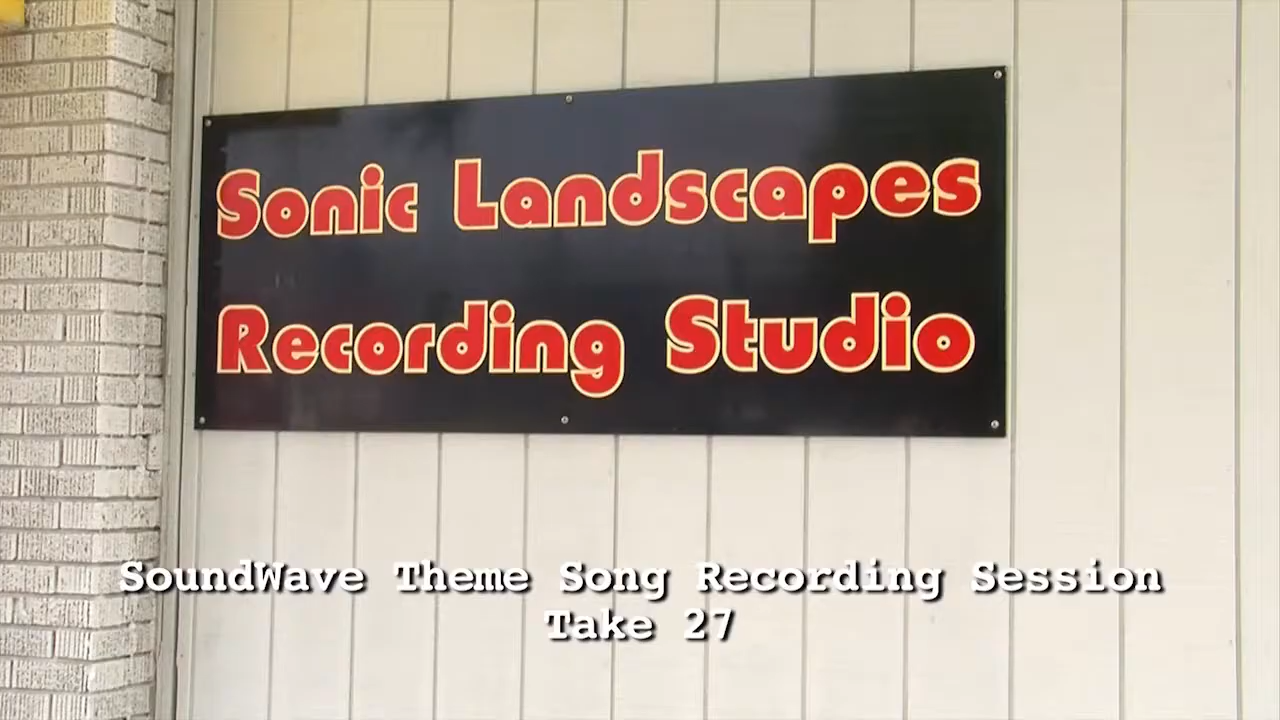 Sonic Landscapes
Recording Studio
SoundWave Theme Song Recording Session
Take 27